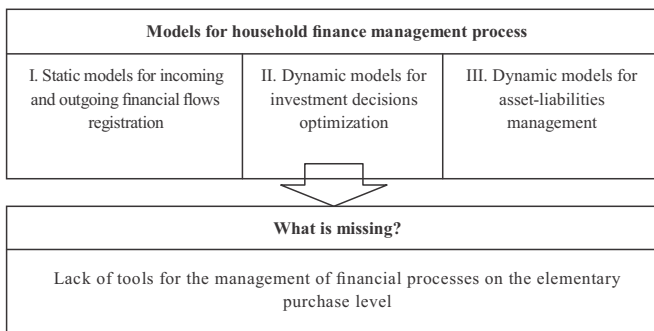 Models for household finance management process
I. Static models for incoming
and outgoing financial flows
registration
II. Dynamic models for
investment decisions
optimization
III. Dynamic models for
asset-liabilities
management
What is missing?
Lack of tools for the management of financial processes on the elementary
purchase level